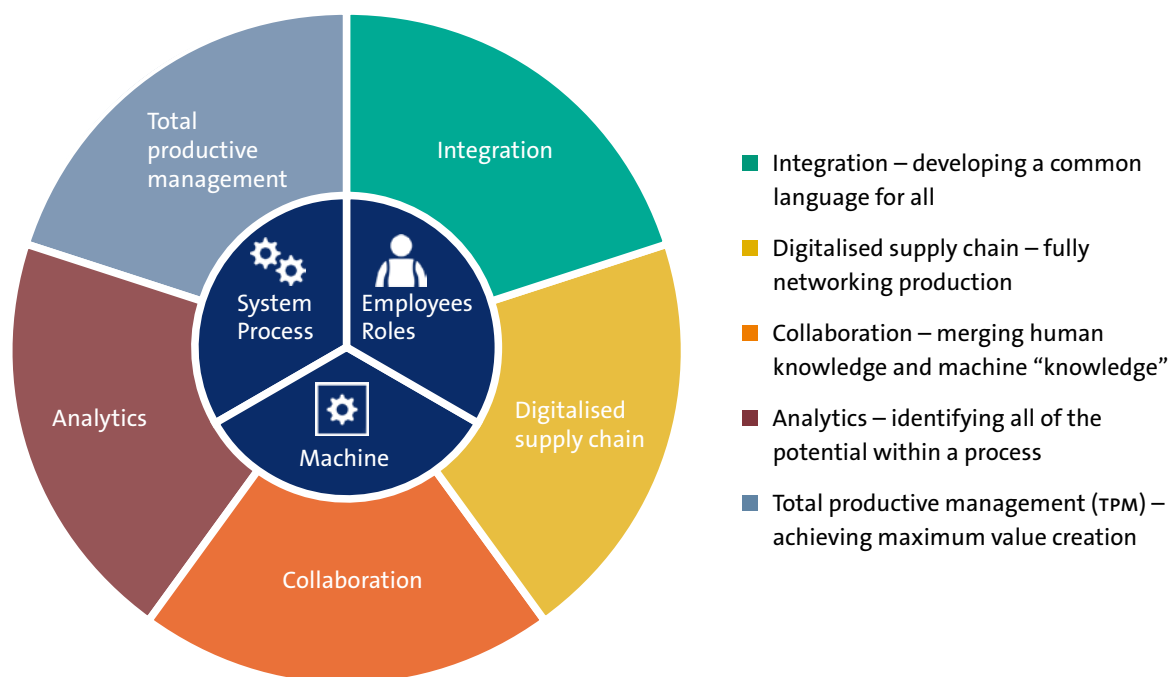 Total
productive
management
Integration
System
Process
Employees
Roles
Machine
Analytics
Digitalised
supply chain
Collaboration
Integration – developing a common
language for all
Digitalised supply chain – fully
networking production
Collaboration – merging human
knowledge and machine “knowledge”
Analytics – identifying all of the
potential within a process
Total productive management (TPM) –
achieving maximum value creation